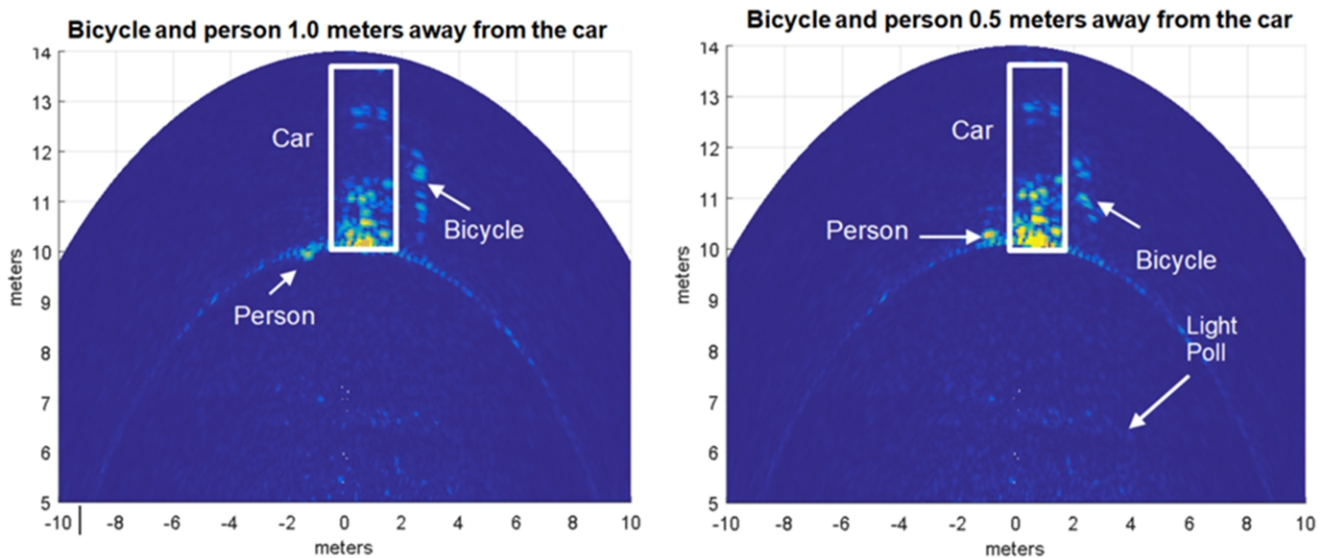 Bicycle and person 1.0 meters away from the car
14
13
12
11
10
9
8
7
6
5
meters
Car
Bicycle
Person
-10 -8 -6 -4 -2 0 2 4 6 8 10
meters
Bicycle and person 0.5 meters away from the car
14
13
12
11
10
9
8
7
6
5
meters
Car
Person
Bicycle
Light
Poll
-10 -8 -6 -4 -2 0 2 4 6 8 10
meters